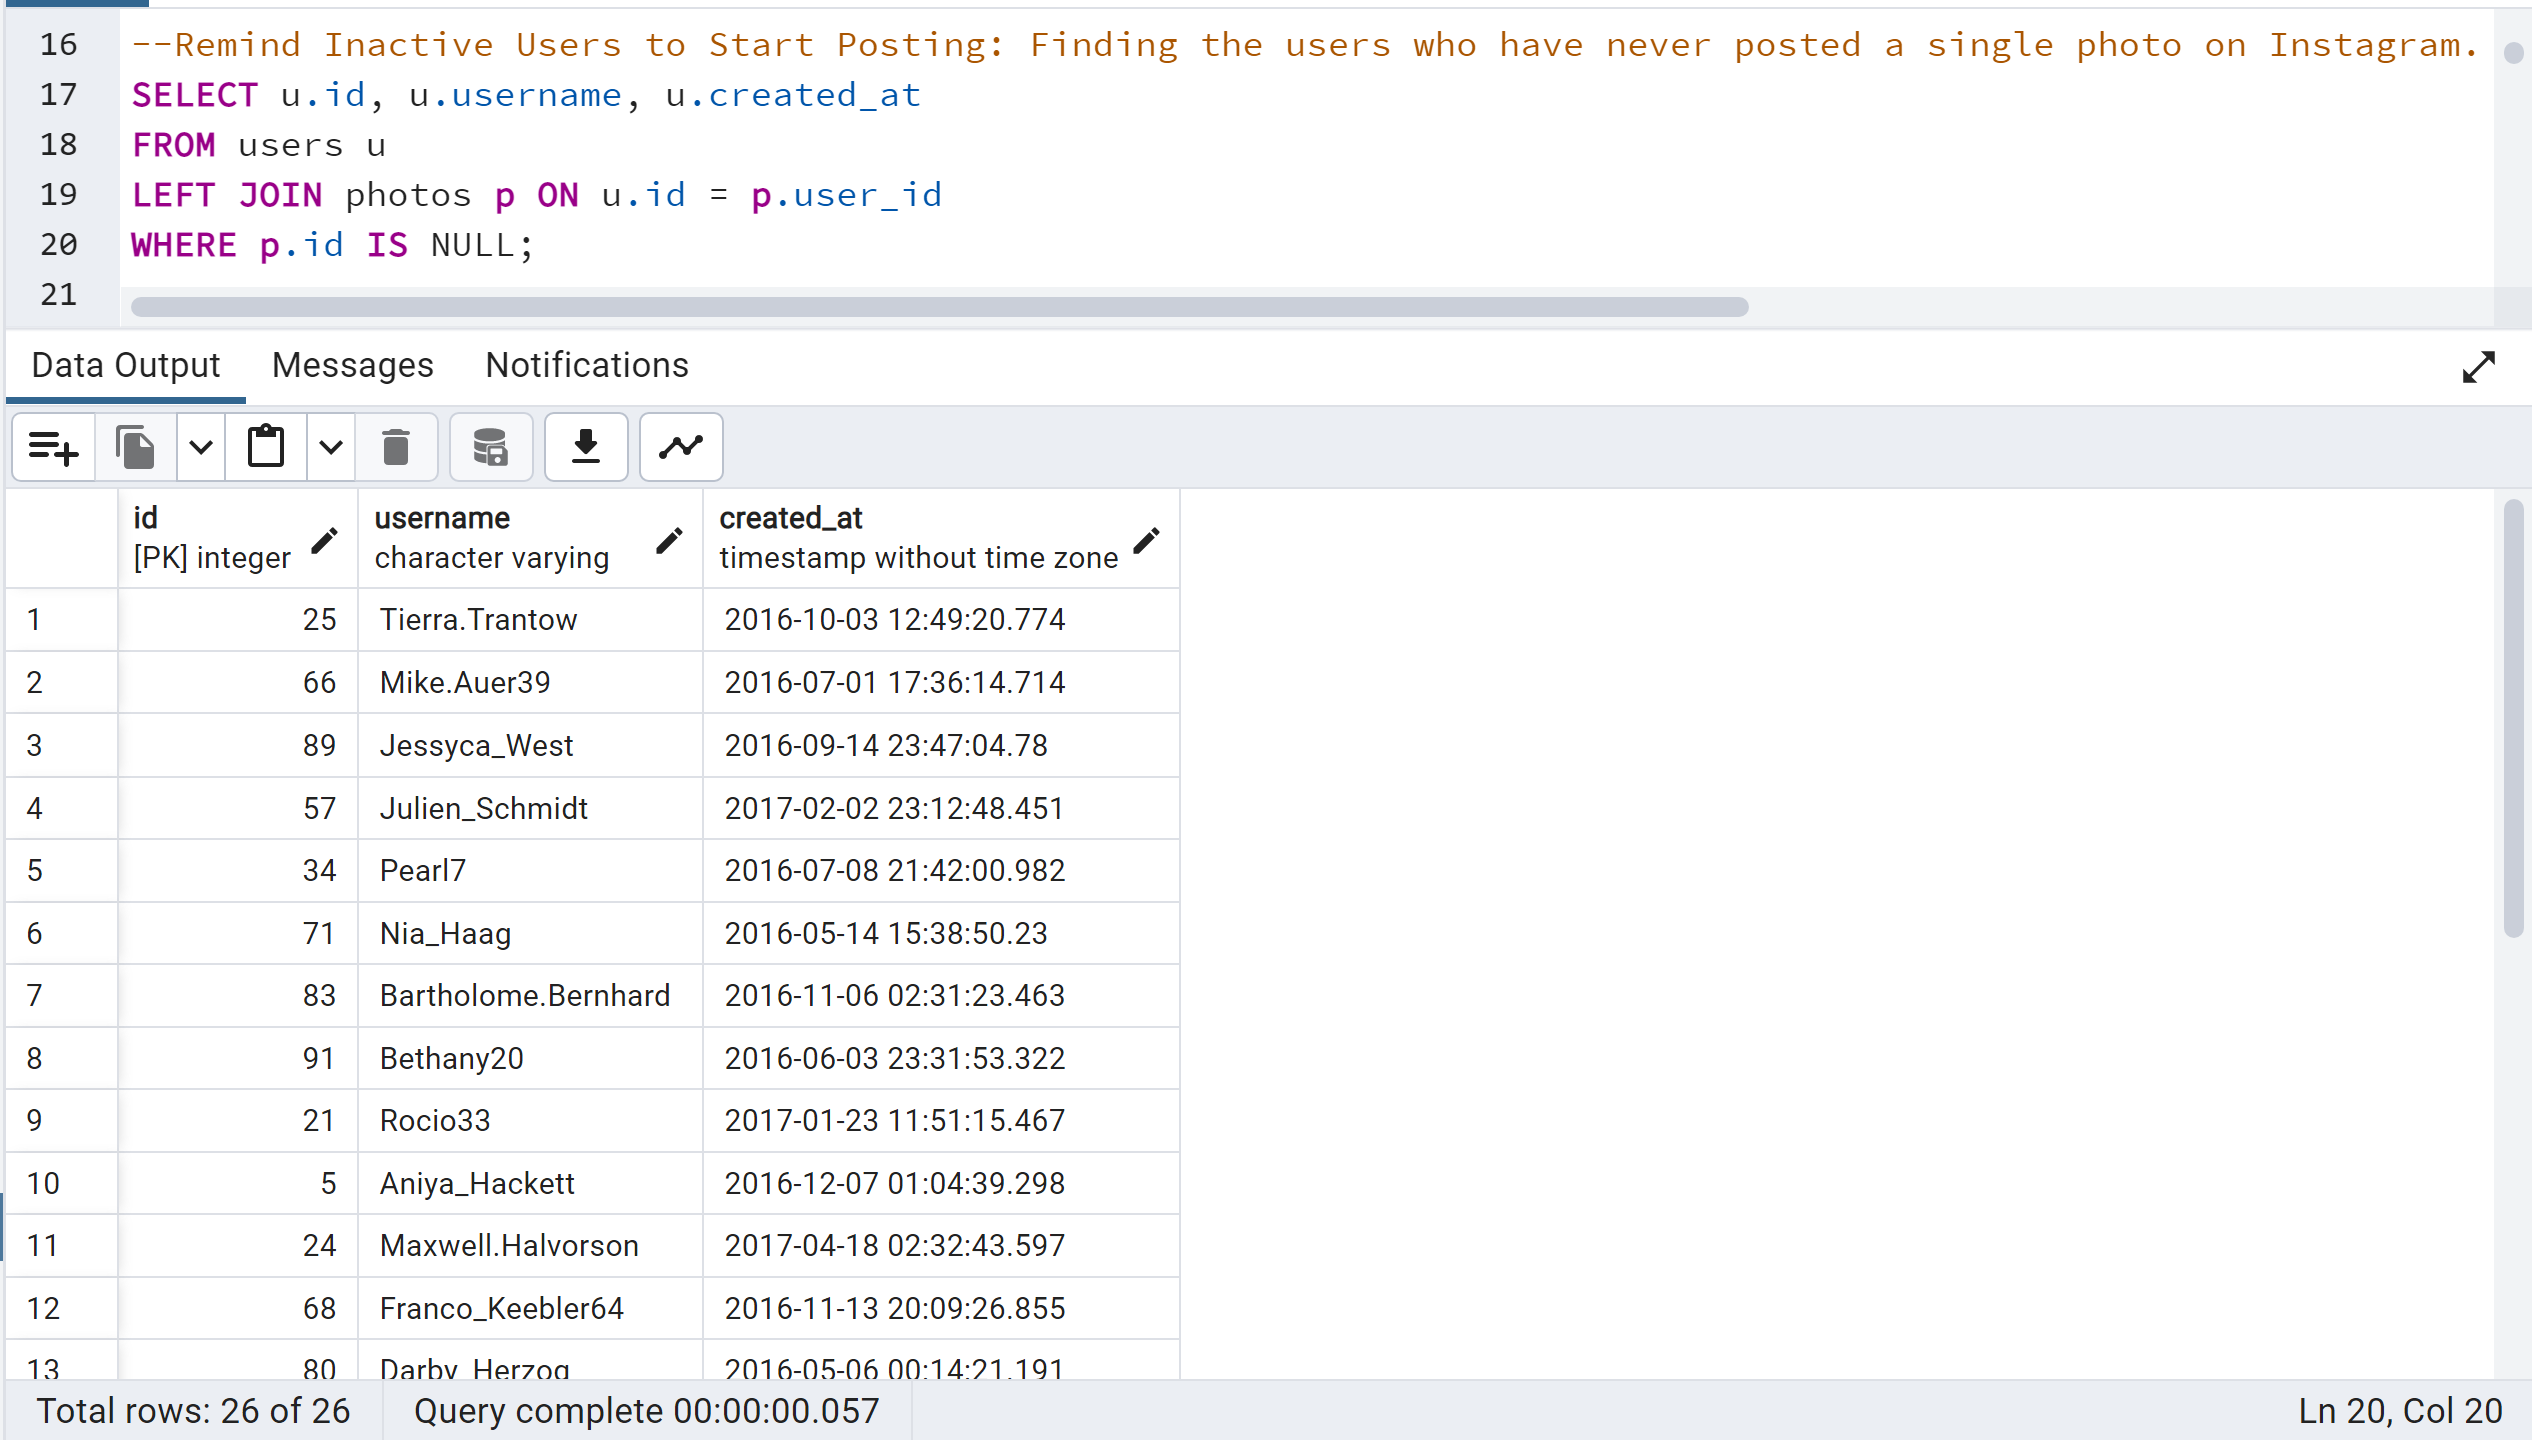 16 --Remind Inactive Users to Start Posting: Finding the users who have never posted a single photo on Instagram.
17 SELECT u.id, u.username, u.created_at
18 FROM users u
19 LEFT JOIN photos p ON u.id = p.user_id
20 WHERE p.id IS NULL;
21
Data Output Messages Notifications
id username created_at
[PK] integer character varying timestamp without time zone
1 25 Tierra.Trantow 2016-10-03 12:49:20.774
2 66 Mike.Auer39 2016-07-01 17:36:14.714
3 89 Jessyca_West 2016-09-14 23:47:04.78
4 57 Julien_Schmidt 2017-02-02 23:12:48.451
5 34 Pearl7 2016-07-08 21:42:00.982
6 71 Nia_Haag 2016-05-14 15:38:50.23
7 83 Bartholome.Bernhard 2016-11-06 02:31:23.463
8 91 Bethany20 2016-06-03 23:31:53.322
9 21 Rocio33 2017-01-23 11:51:15.467
10 5 Aniya_Hackett 2016-12-07 01:04:39.298
11 24 Maxwell.Halvorson 2017-04-18 02:32:43.597
12 68 Franco_Keebler64 2016-11-13 20:09:26.855
13 80 Darby_Herzog 2016-05-06 00:14:21.191
Total rows: 26 of 26 Query complete 00:00:00.057 Ln 20, Col 20